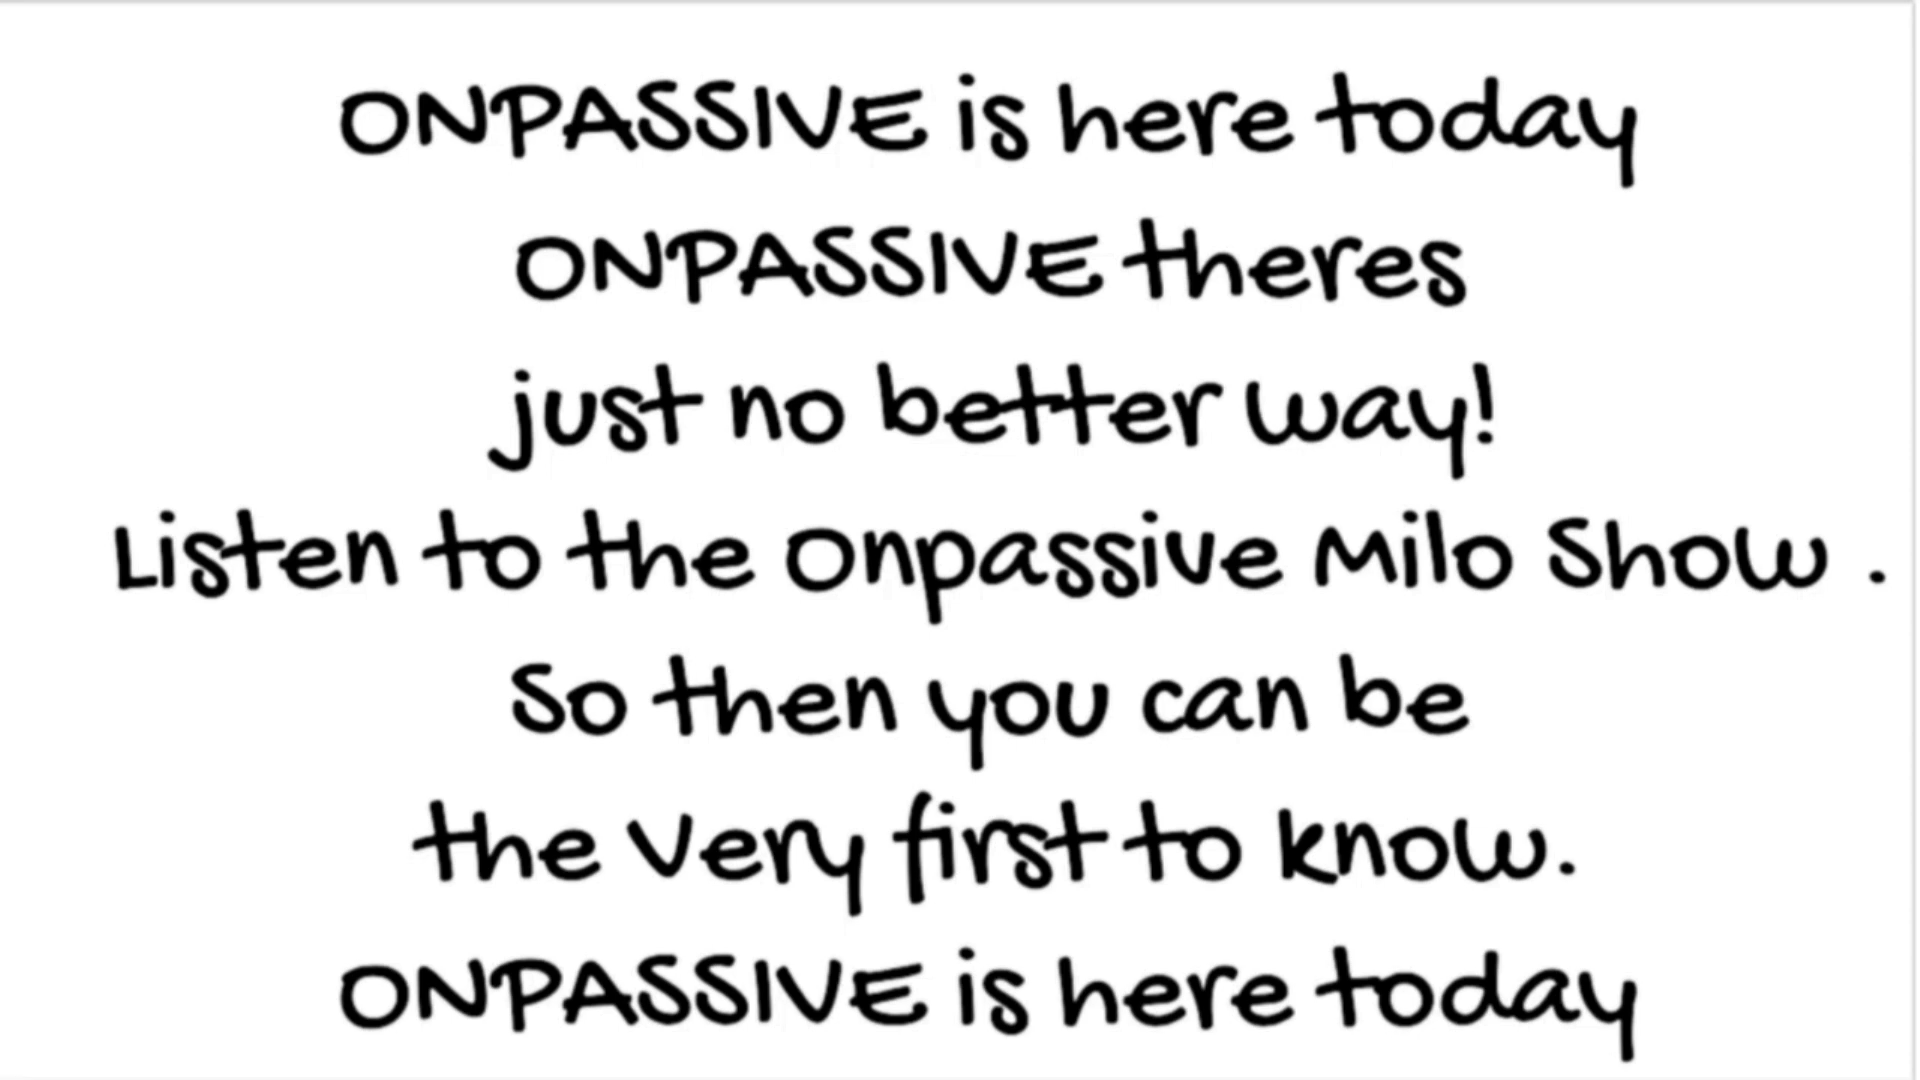 ONPASSIVE is here today
ONPASSIVE theres
just no better way!
Listen to the Onpassive Milo Show .
So then you can be
the very first to know.
ONPASSIVE is here today